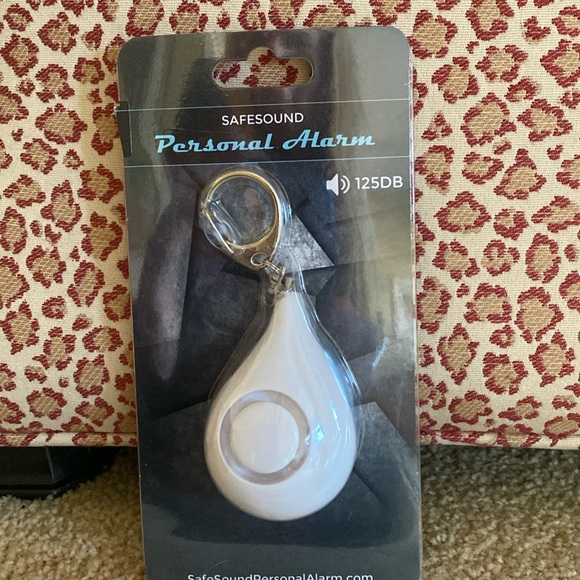 SAFESOUND
Personal Alarm
125DB
SafeSoundPersonalAlarm.com